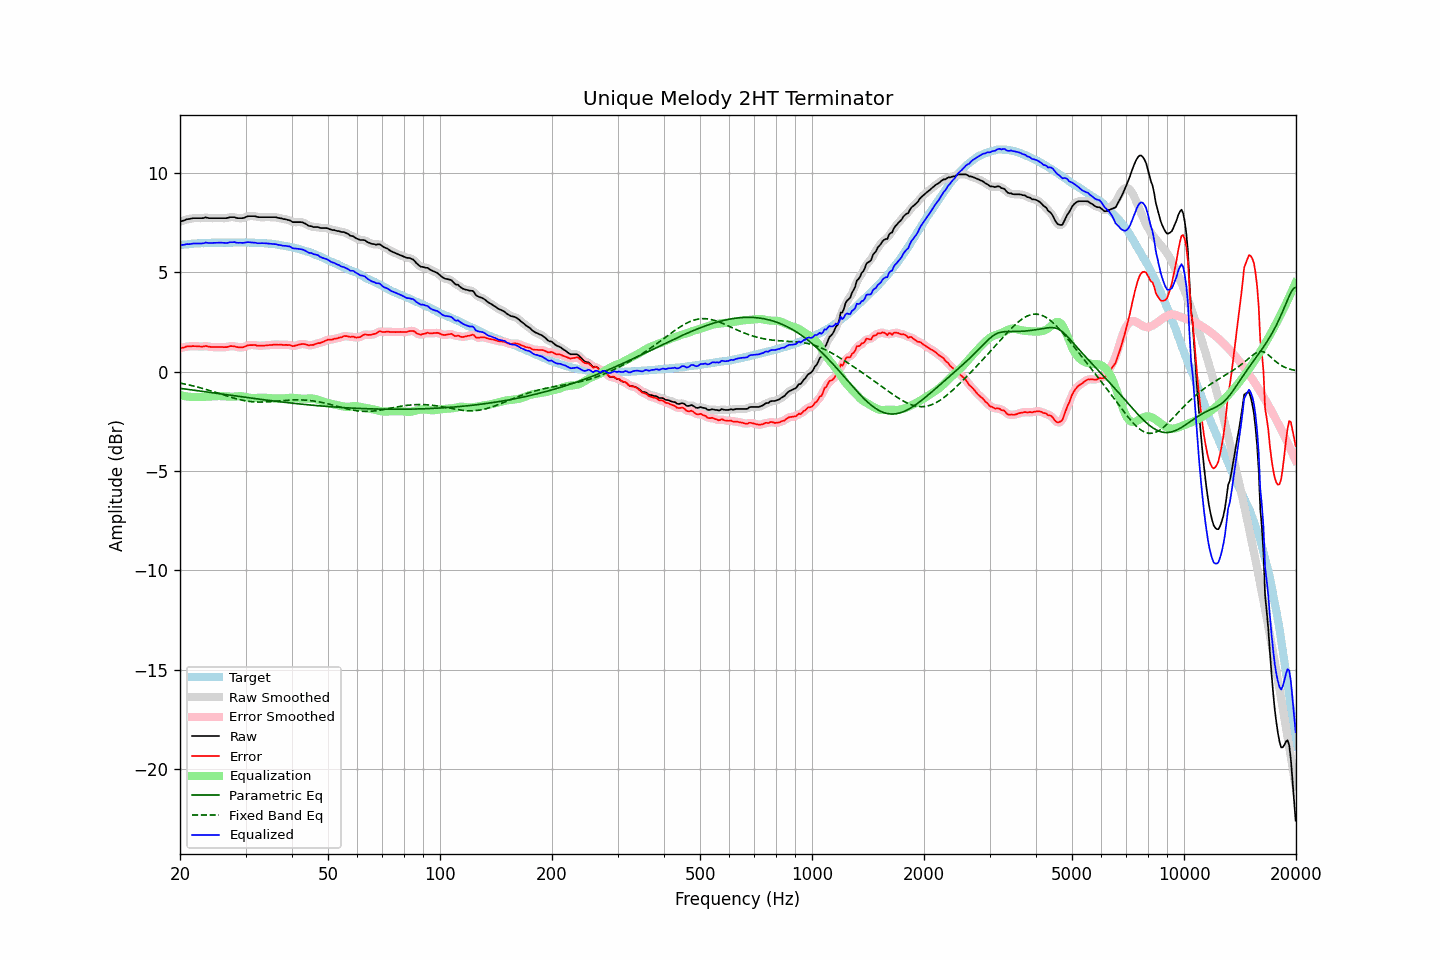 Unique Melody 2HT Terminator
Amplitude (dBr)
10
5
0
−5
−10
−15
−20
Target
Raw Smoothed
Error Smoothed
Raw
Error
Equalization
Parametric Eq
Fixed Band Eq
Equalized
20 50 100 200 500 1000 2000 5000 10000 20000
Frequency (Hz)